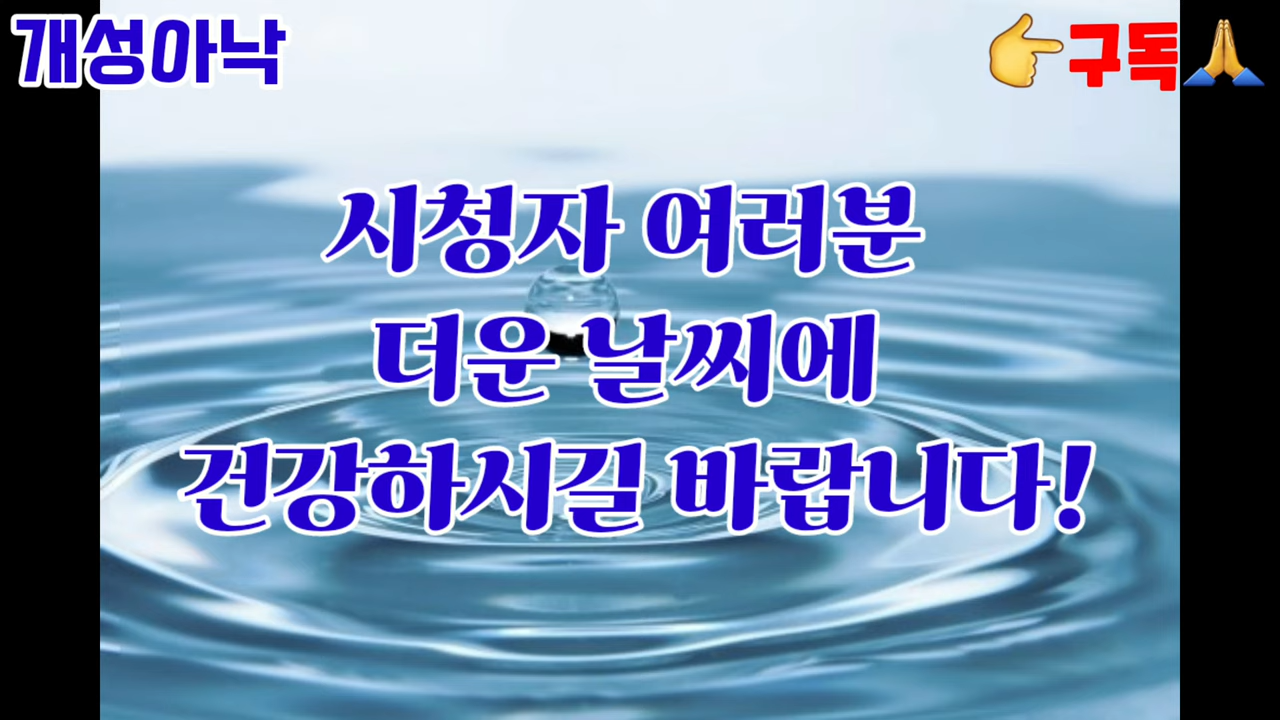 개성아낙
👉구독🙏
시청자 여러분
더운 날씨에
건강하시길 바랍니다!